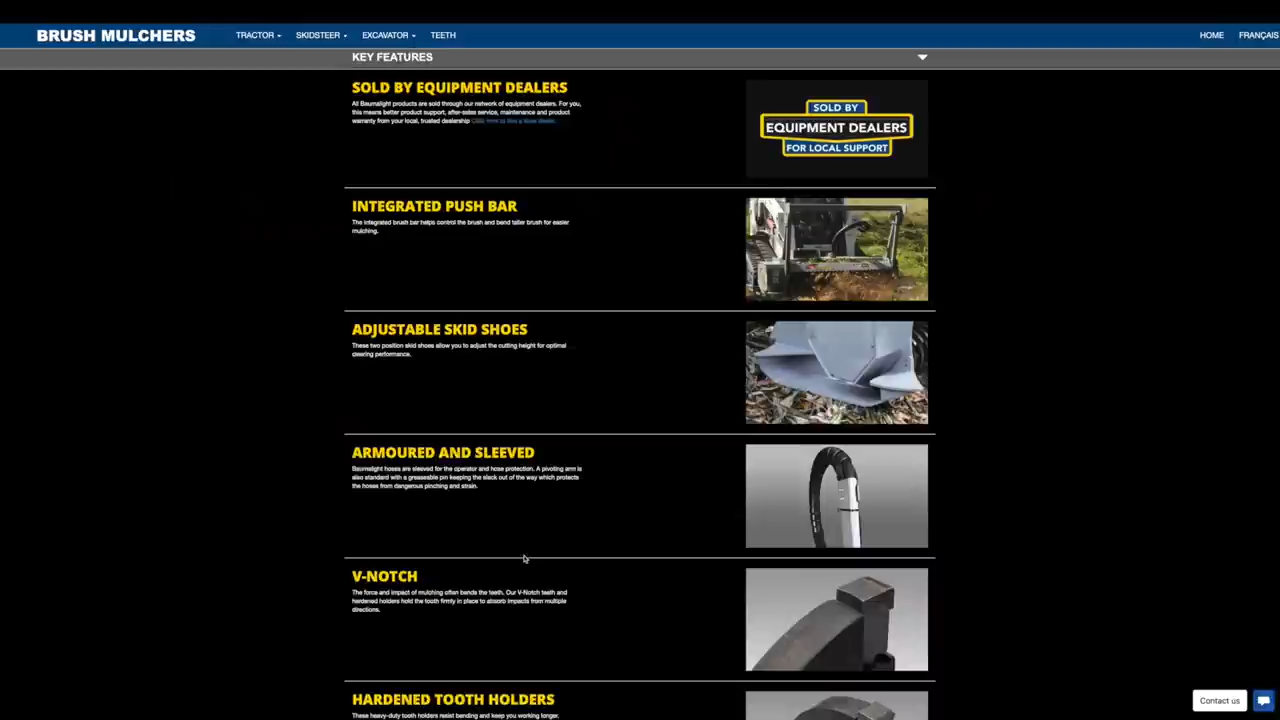 BRUSH MULCHERS
TRACTOR
SKIDSTEER
EXCAVATOR
TEETH
HOME
FRANÇAIS
KEY FEATURES
SOLD BY EQUIPMENT DEALERS
All Baumalight products are sold through our network of equipment dealers. For you,
this means better product support, after-sales service, maintenance and product
warranty from your local, trusted dealership Click here to find a local dealer.
SOLD BY
EQUIPMENT DEALERS
FOR LOCAL SUPPORT
INTEGRATED PUSH BAR
The integrated brush bar helps control the brush and bend taller brush for easier
mulching.
ADJUSTABLE SKID SHOES
These two position skid shoes allow you to adjust the cutting height for optimal
clearing performance.
ARMOURED AND SLEEVED
Baumalight hoses are sleeved for the operator and hose protection. A pivoting arm is
also standard with a greaseable pin keeping the slack out of the way which protects
the hoses from dangerous pinching and strain.
V-NOTCH
The force and impact of mulching often bends the teeth. Our V-Notch teeth and
hardened holders hold the tooth firmly in place to absorb impacts from multiple
directions.
HARDENED TOOTH HOLDERS
These heavy-duty tooth holders resist bending and keep you working longer.
Contact us